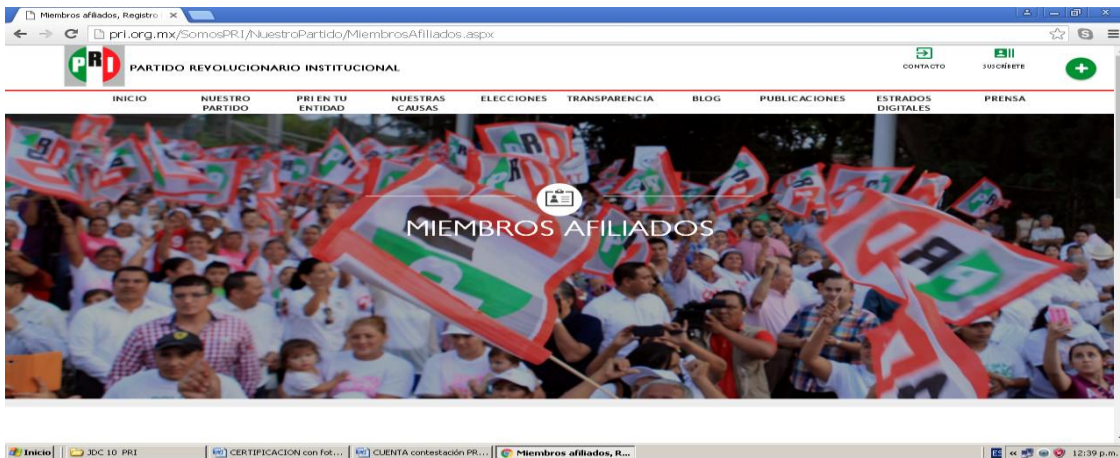 Miembros afiliados, Registro
pri.org.mx/SomosPRI/NuestroPartido/MiembrosAfiliados.aspx
PRI
PARTIDO REVOLUCIONARIO INSTITUCIONAL
CONTACTO
SUSCRÍBETE
INICIO
NUESTRO PARTIDO
PRI EN TU ENTIDAD
NUESTRAS CAUSAS
ELECCIONES
TRANSPARENCIA
BLOG
PUBLICACIONES
ESTRADOS DIGITALES
PRENSA
MIEMBROS AFILIADOS
Inicio
JDC 10 PRI
CERTIFICACION con fot...
CUENTA contestación PR...
Miembros afiliados, R...
ES
12:39 p.m.